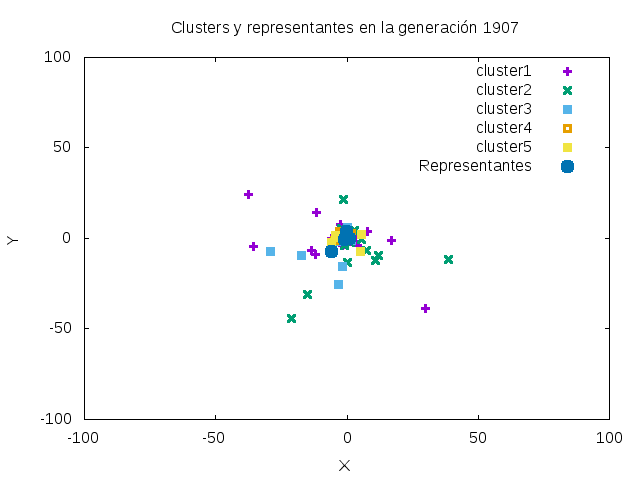 Clusters y representantes en la generación 1907
cluster1
cluster2
cluster3
cluster4
cluster5
Representantes
100
50
0
-50
-100
Y
-100
-50
0
50
100
X